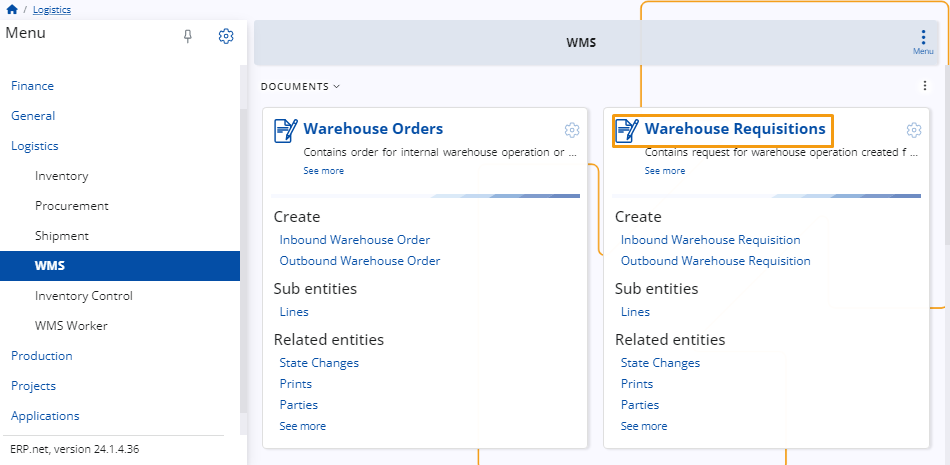 / Logistics
Menu
WMS
Menu
DOCUMENTS
Finance
General
Logistics
Inventory
Procurement
Shipment
WMS
Inventory Control
WMS Worker
Production
Projects
Applications
ERP.net, version 24.1.4.36
Warehouse Orders
Contains order for internal warehouse operation or ...
See more
Create
Inbound Warehouse Order
Outbound Warehouse Order
Sub entities
Lines
Related entities
State Changes
Prints
Parties
See more
Warehouse Requisitions
Contains request for warehouse operation created f ...
See more
Create
Inbound Warehouse Requisition
Outbound Warehouse Requisition
Sub entities
Lines
Related entities
State Changes
Prints
Parties
See more